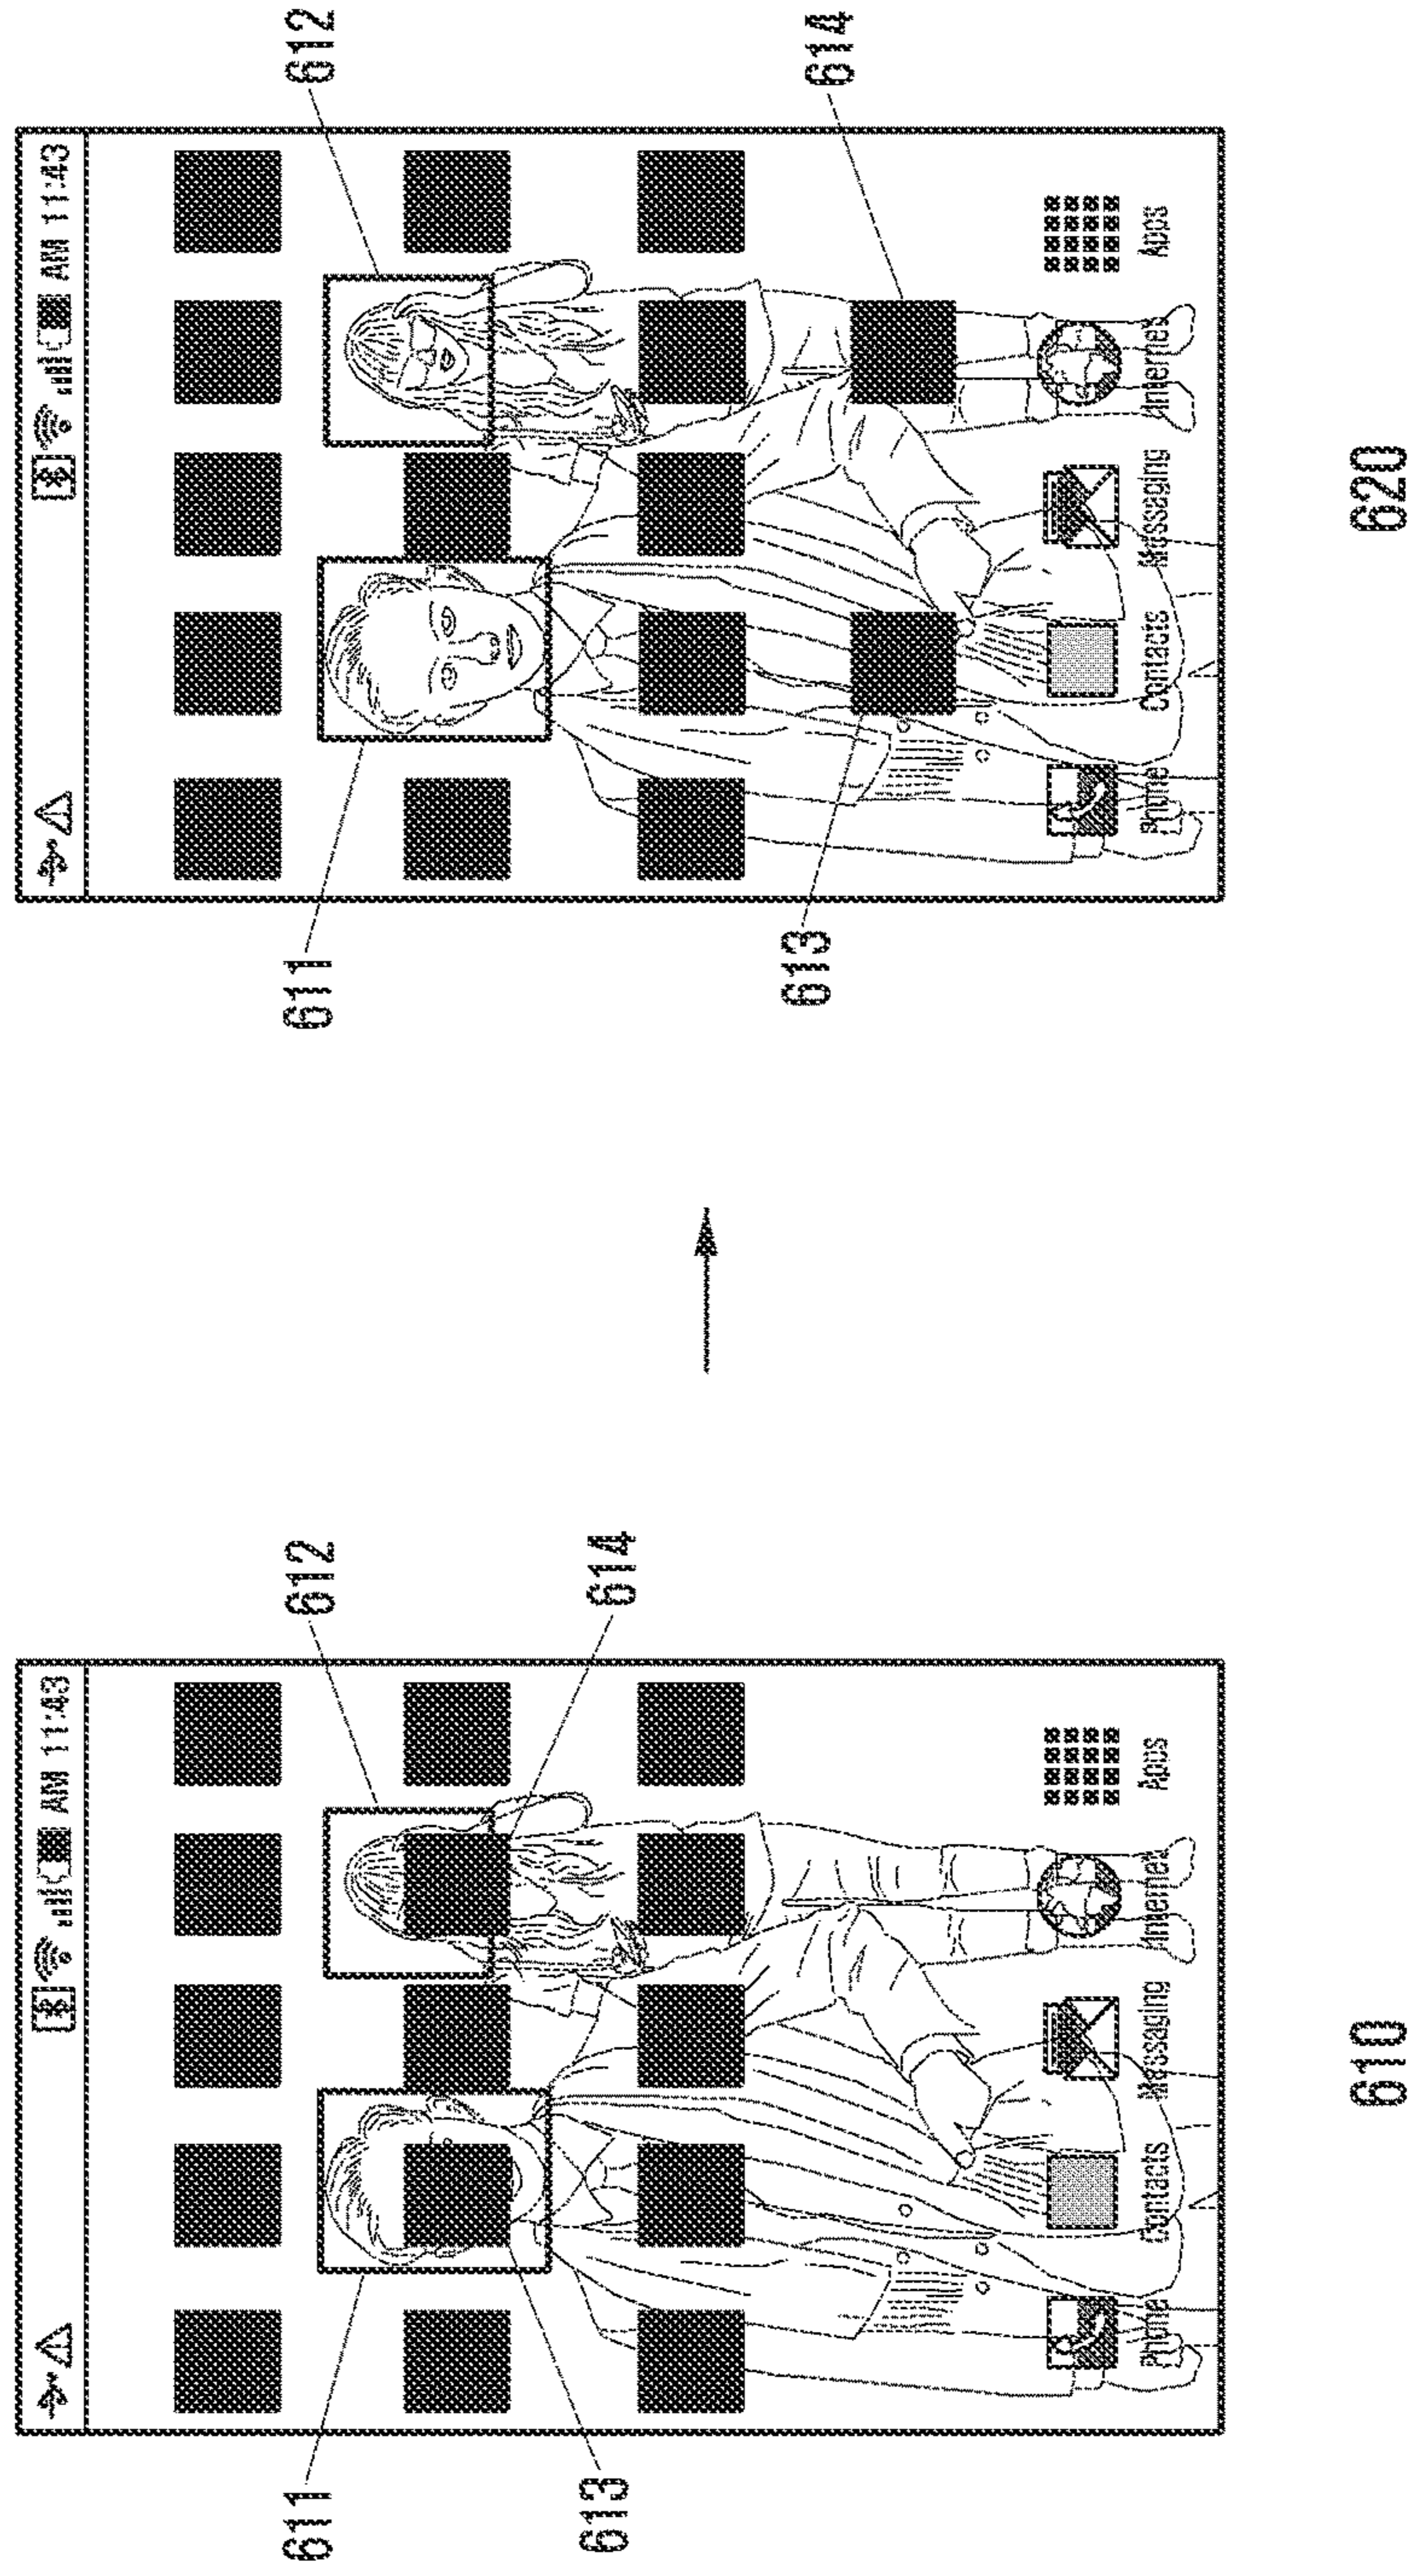 AM 11:43
611
612
613
614
Phone
Contacts
Messaging
Internet
Apps
610
AM 11:43
611
612
613
614
Phone
Contacts
Messaging
Internet
Apps
620